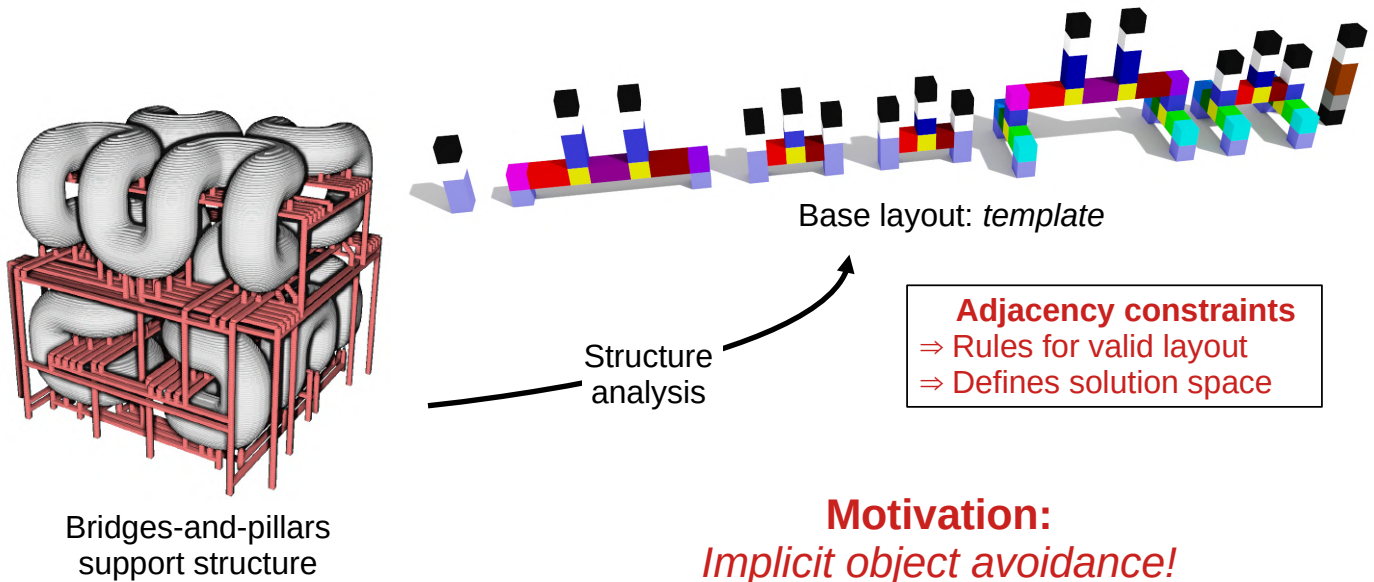 Base layout: template
Adjacency constraints
⇒ Rules for valid layout
⇒ Defines solution space
Structure
analysis
Bridges-and-pillars
support structure
Motivation:
Implicit object avoidance!